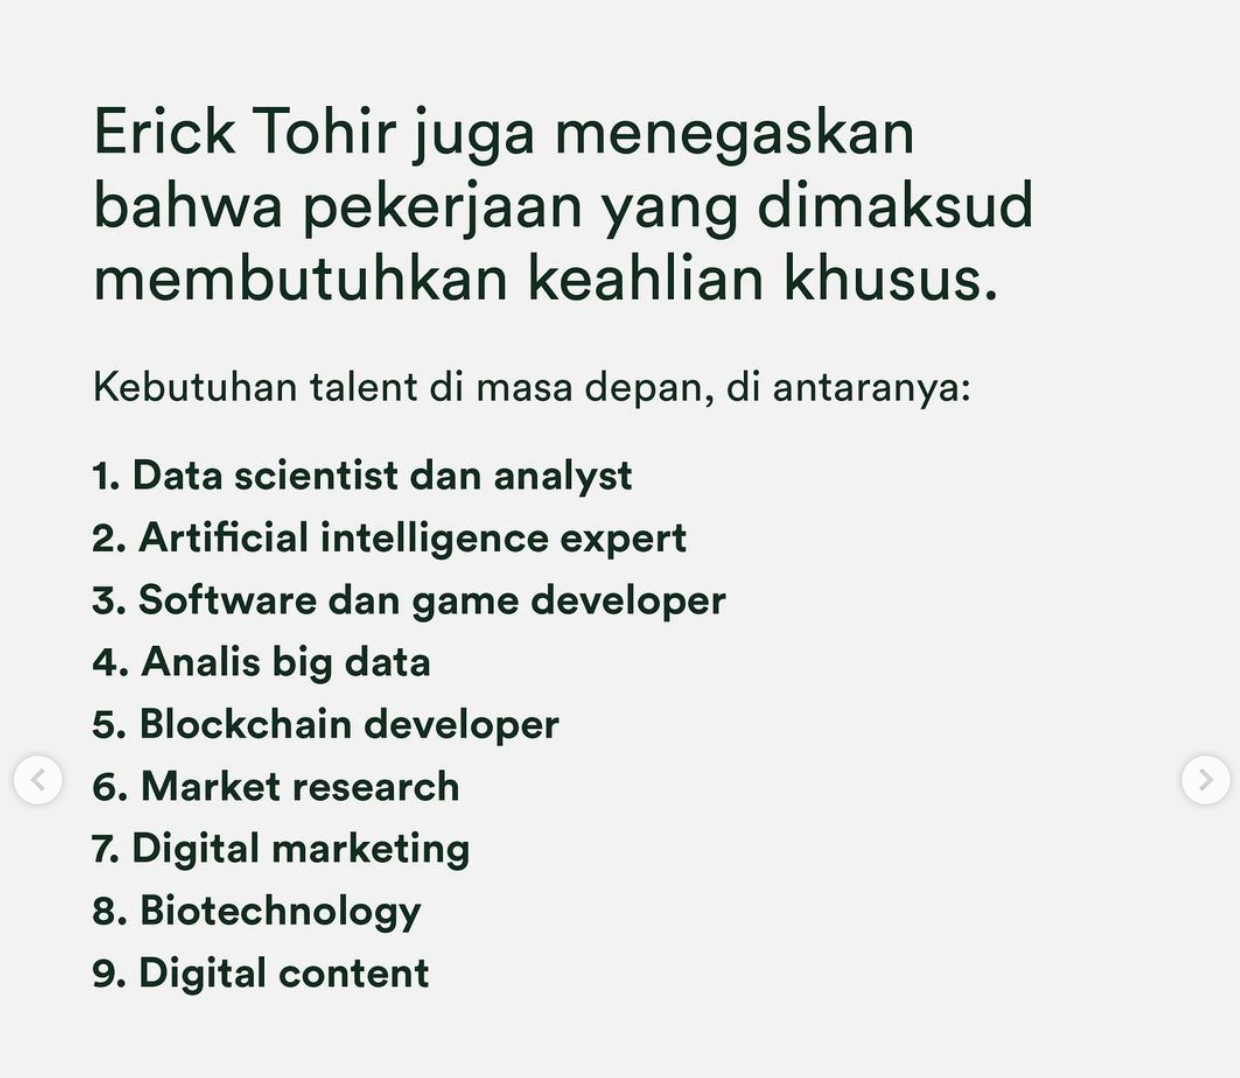 Erick Tohir juga menegaskan
bahwa pekerjaan yang dimaksud
membutuhkan keahlian khusus.
Kebutuhan talent di masa depan, di antaranya:
1. Data scientist dan analyst
2. Artificial intelligence expert
3. Software dan game developer
4. Analis big data
5. Blockchain developer
6. Market research
7. Digital marketing
8. Biotechnology
9. Digital content